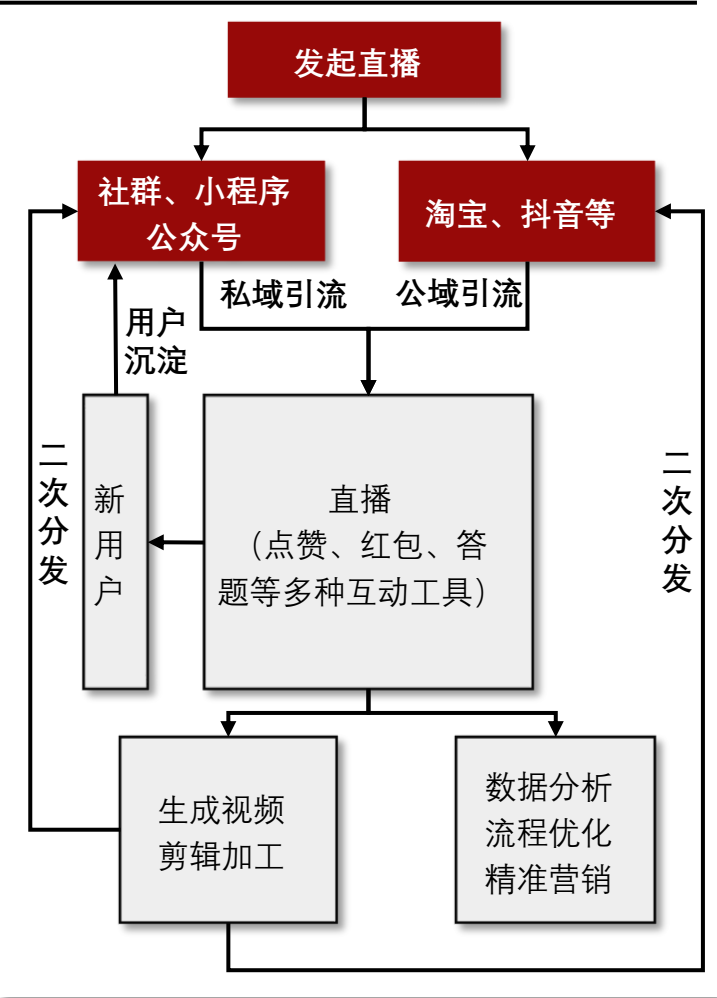 发起直播
社群、小程序
公众号
淘宝、抖音等
私域引流
公域引流
用户
沉淀
二次分发
新用户
直播
（点赞、红包、答
题等多种互动工具）
二次分发
生成视频
剪辑加工
数据分析
流程优化
精准营销